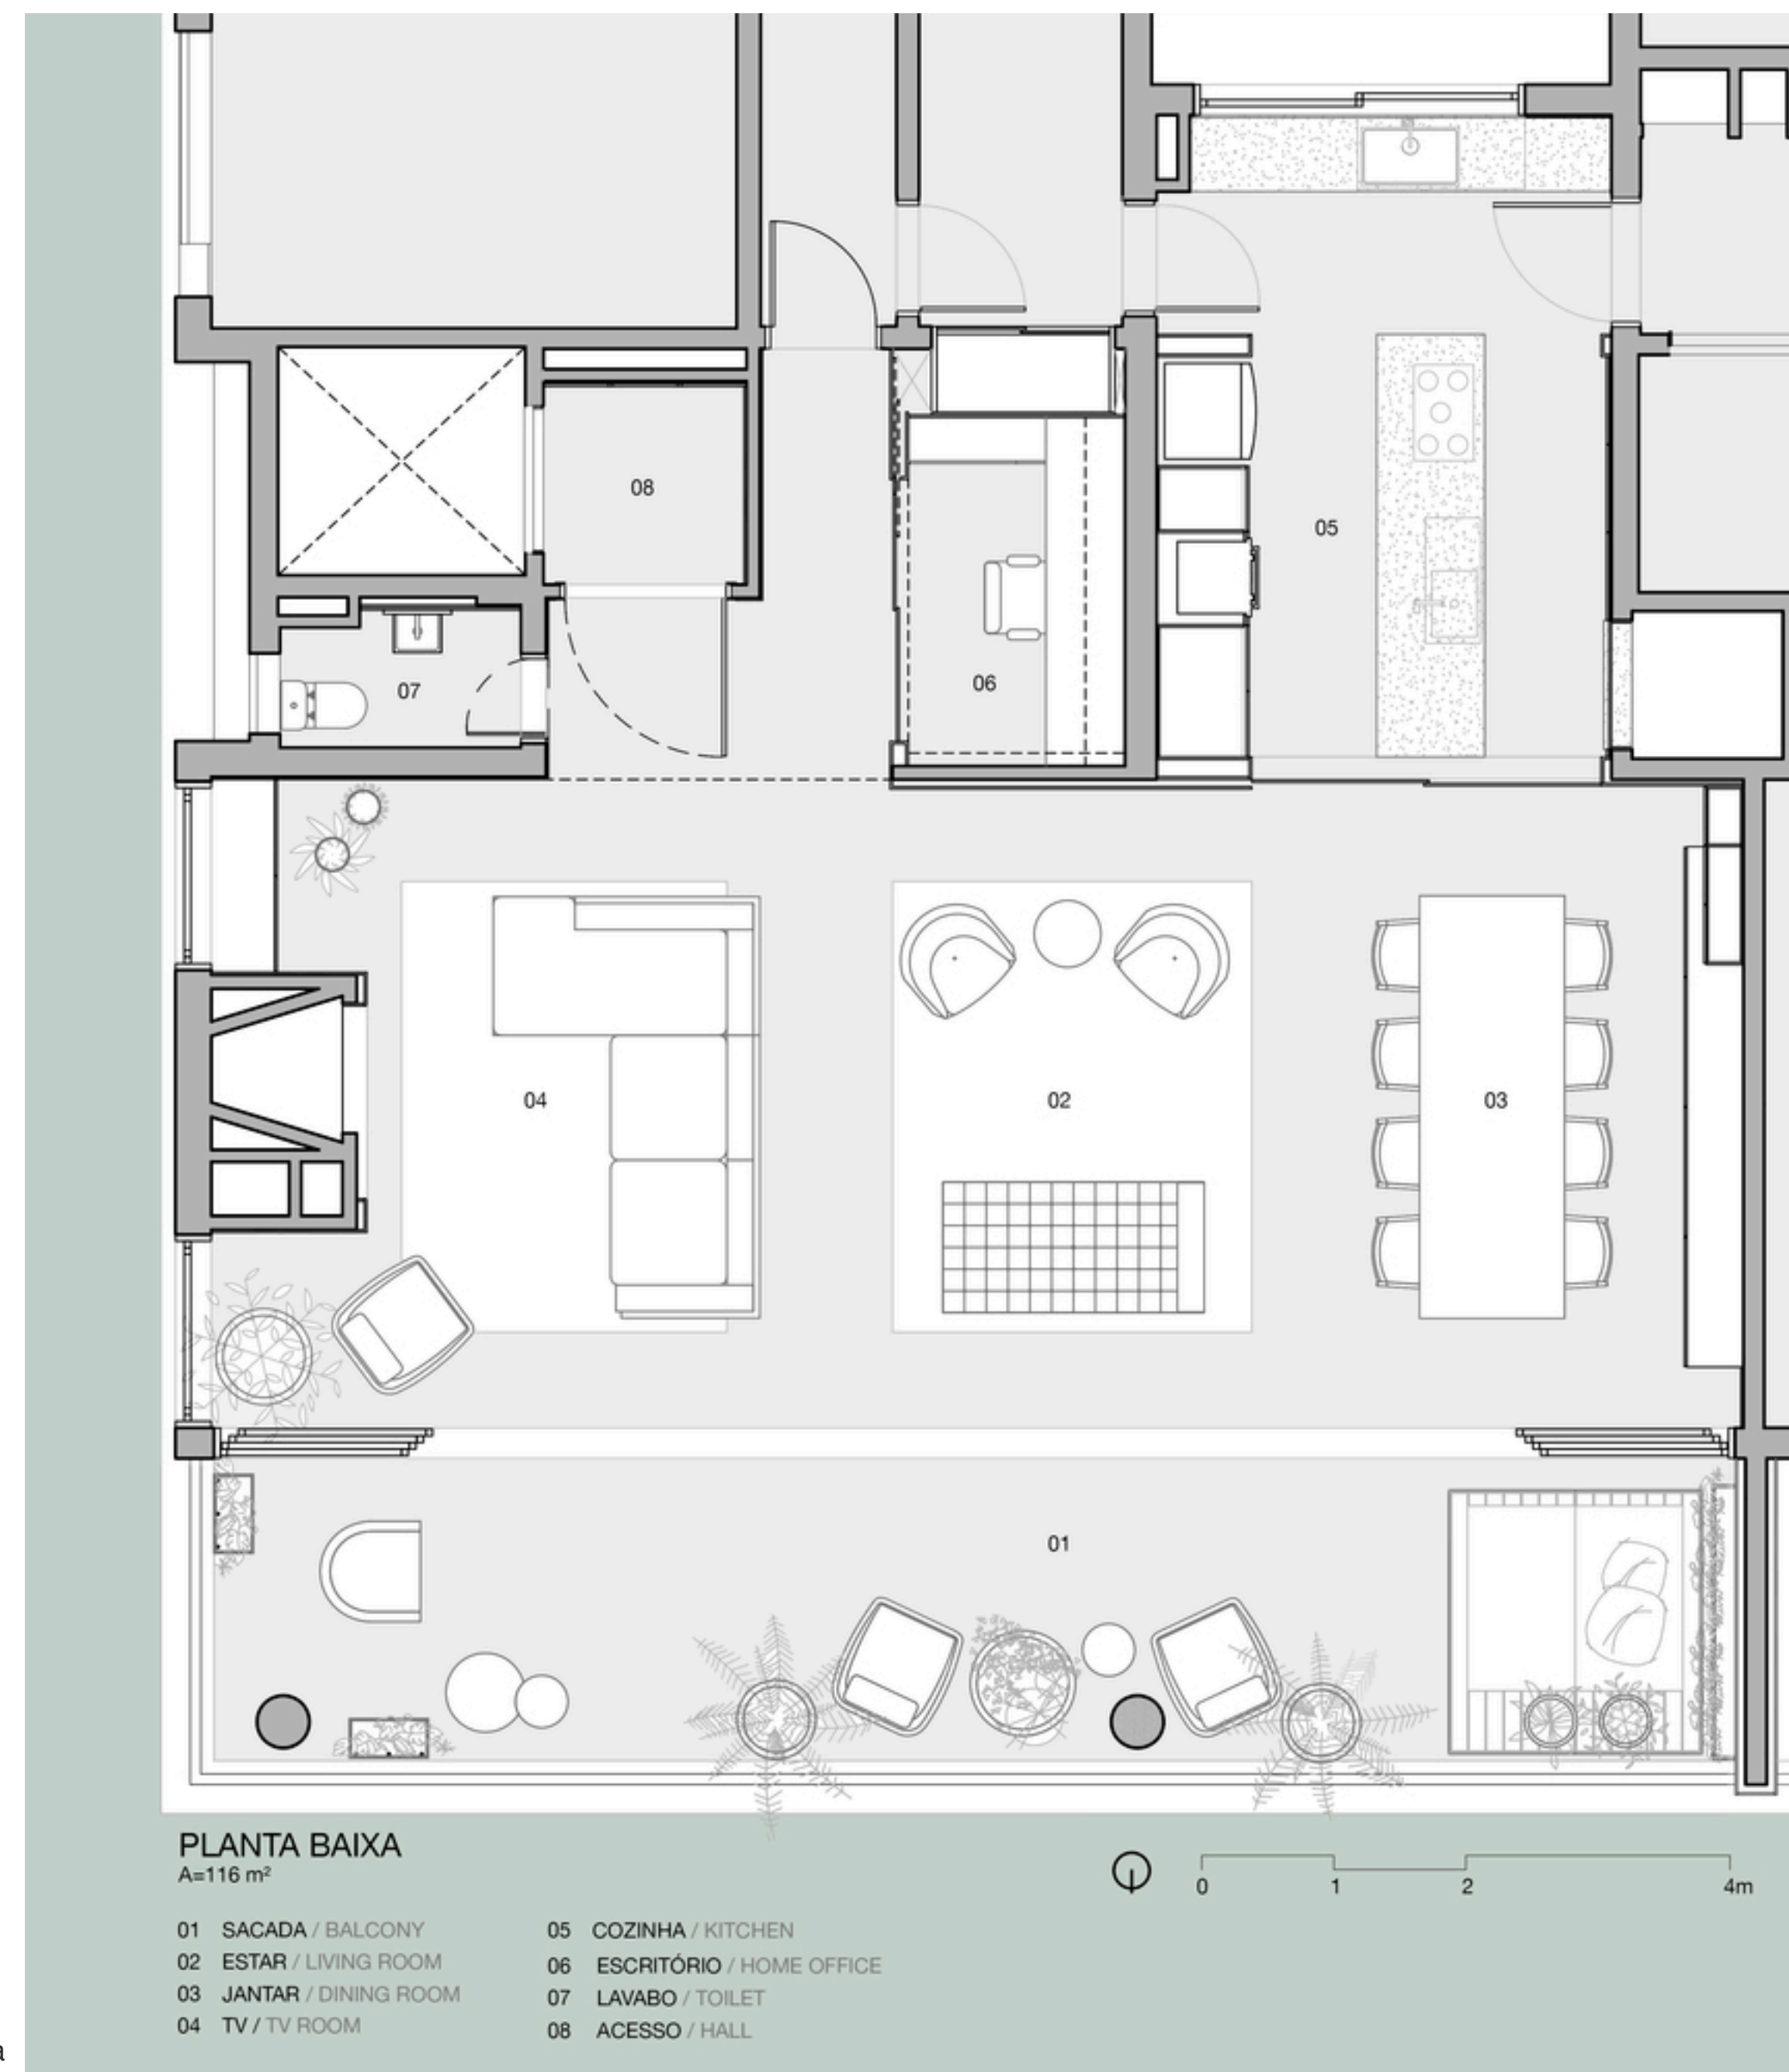 08
05
07
06
04
02
03
01
PLANTA BAIXA
A=116 m²
0 1 2 4m
01 SACADA / BALCONY
02 ESTAR / LIVING ROOM
03 JANTAR / DINING ROOM
04 TV / TV ROOM
05 COZINHA / KITCHEN
06 ESCRITÓRIO / HOME OFFICE
07 LAVABO / TOILET
08 ACESSO / HALL
a